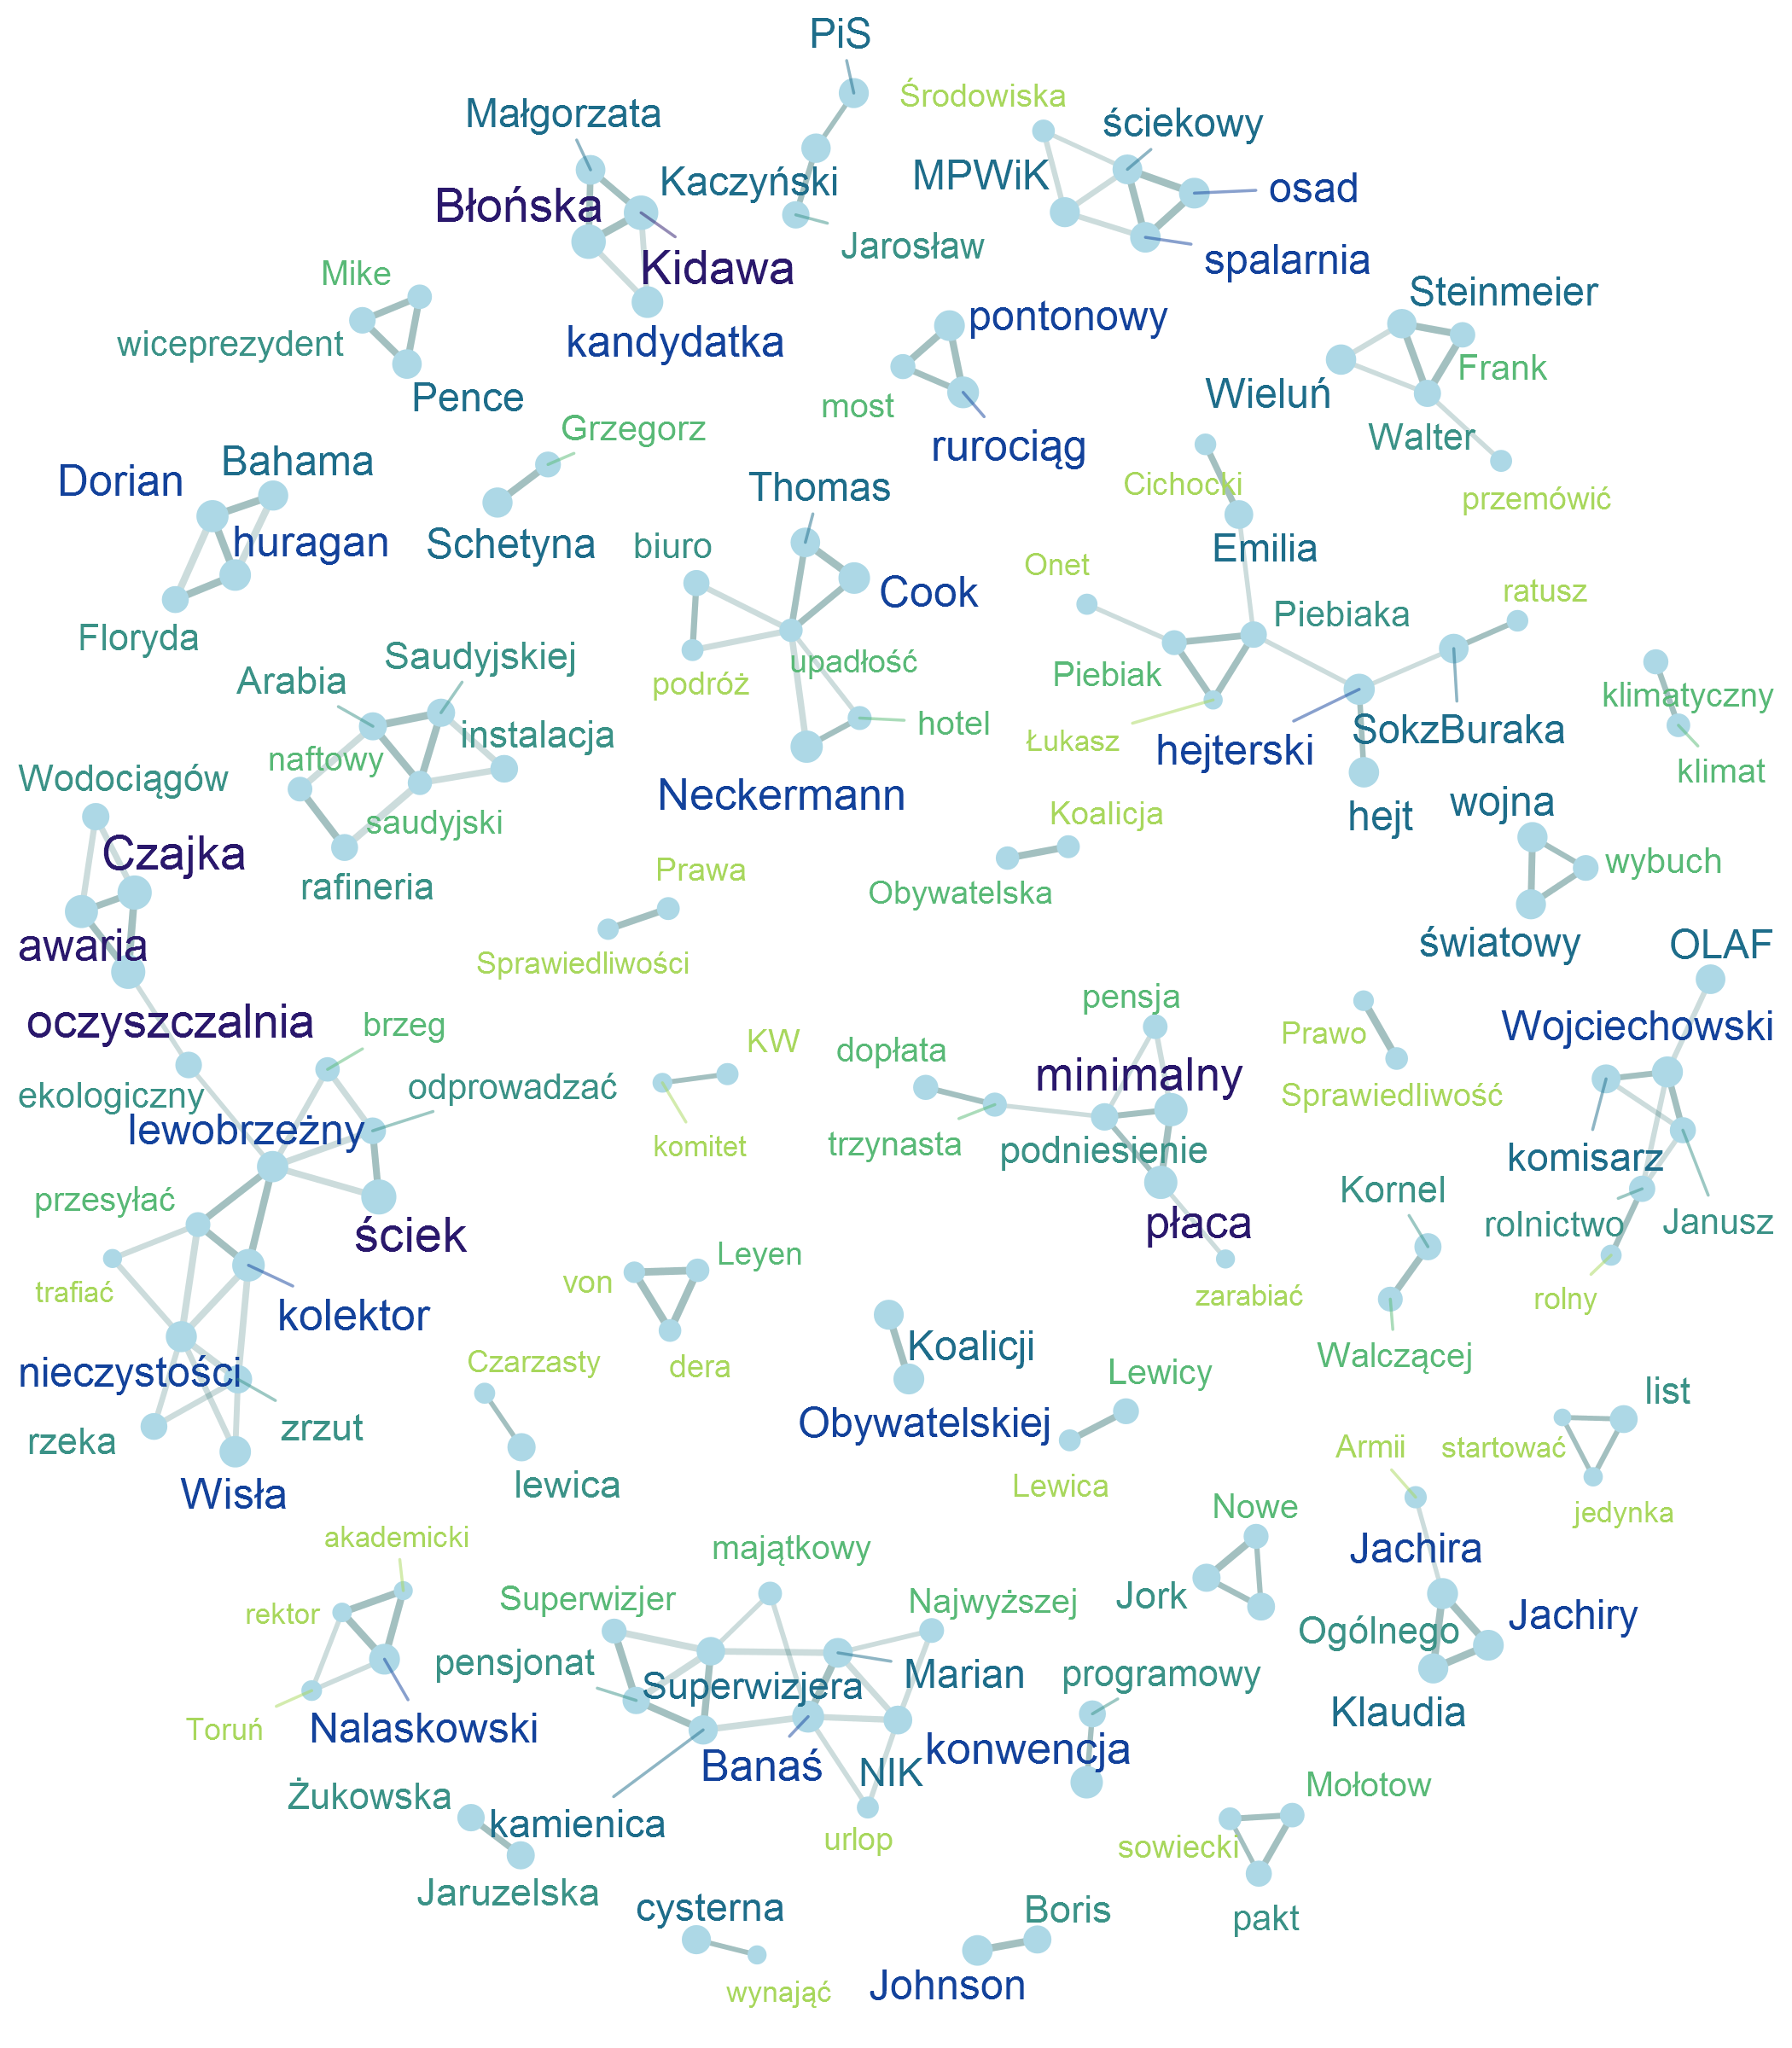 PiS
Środowiska
Małgorzata
ściekowy
Kaczyński
MPWiK
osad
Błońska
Jarosław
spalarnia
Kidawa
Mike
Steinmeier
pontonowy
wiceprezydent
kandydatka
Frank
Pence
Wieluń
most
Grzegorz
Walter
rurociąg
Bahama
Dorian
Thomas
Cichocki
przemówić
huragan
Schetyna
biuro
Emilia
Onet
Cook
ratusz
Floryda
Piebiaka
Saudyjskiej
upadłość
Arabia
podróż
Piebiak
klimatyczny
hotel
instalacja
Łukasz
SokzBuraka
naftowy
hejterski
klimat
Wodociągów
Neckermann
wojna
Koalicja
hejt
saudyjski
Czajka
Prawa
wybuch
rafineria
Obywatelska
awaria
światowy
OLAF
Sprawiedliwości
pensja
oczyszczalnia
brzeg
Wojciechowski
Prawo
KW
dopłata
minimalny
odprowadzać
ekologiczny
Sprawiedliwość
lewobrzeżny
komitet
trzynasta
podniesienie
komisarz
przesyłać
Kornel
ściek
płaca
rolnictwo
Janusz
Leyen
von
trafiać
zarabiać
rolny
kolektor
Koalicji
Walczącej
Czarzasty
dera
nieczystości
Lewicy
list
Obywatelskiej
zrzut
rzeka
Armii
startować
lewica
Lewica
Wisła
Nowe
jedynka
akademicki
majątkowy
Jachira
Superwizjer
Najwyższej
Jork
rektor
Jachiry
Ogólnego
pensjonat
Marian
programowy
Superwizjera
Toruń
Nalaskowski
Klaudia
konwencja
Banaś
NIK
Żukowska
Mołotow
kamienica
urlop
sowiecki
Jaruzelska
cysterna
Boris
pakt
Johnson
wynająć